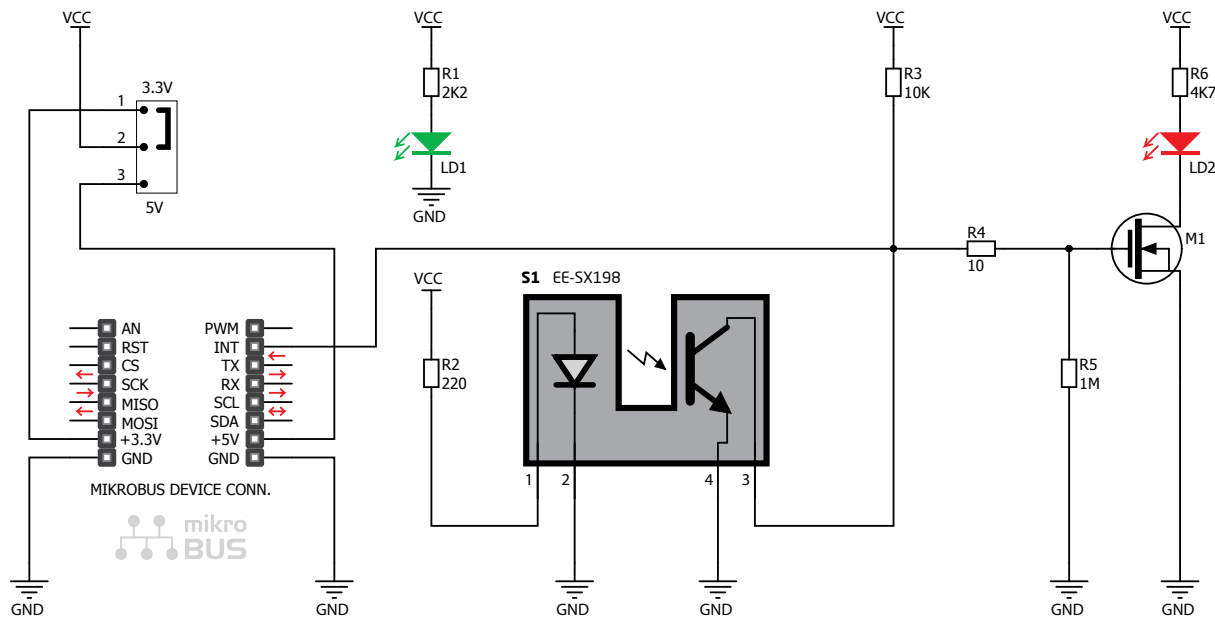 VCC
VCC
VCC
VCC
3.3V
1
2
3
5V
R1
2K2
LD1
GND
R3
10K
R6
4K7
LD2
M1
R4
10
S1 EE-SX198
VCC
R2
220
1
2
4
3
R5
1M
AN
RST
CS
SCK
MISO
MOSI
+3.3V
GND
PWM
INT
TX
RX
SCL
SDA
+5V
GND
MIKROBUS DEVICE CONN.
mikro
BUS
GND
GND
GND
GND
GND
GND